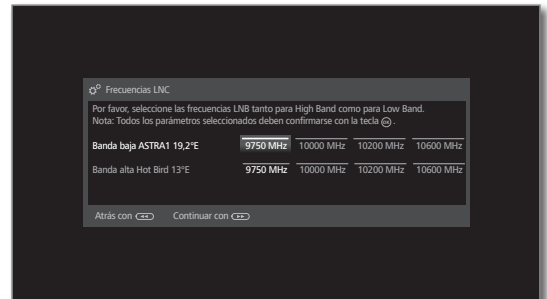 Frecuencias LNC
Por favor, seleccione las frecuencias LNB tanto para High Band como para Low Band.
Nota: Todos los parámetros seleccionados deben confirmarse con la tecla OK.
Banda baja ASTRA1 19,2°E 9750 MHz 10000 MHz 10200 MHz 10600 MHz
Banda alta Hot Bird 13°E 9750 MHz 10000 MHz 10200 MHz 10600 MHz
Atrás con Continuar con